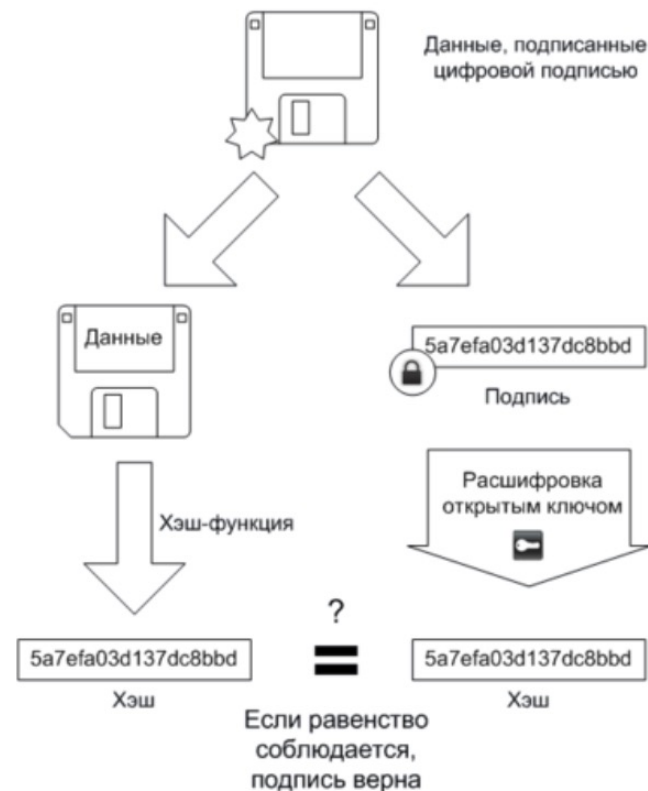 Данные, подписанные
цифровой подписью
Данные
5a7efa03d137dc8bbd
Подпись
Хэш-функция
Расшифровка
открытым ключом
5a7efa03d137dc8bbd
Хэш
?
=
5a7efa03d137dc8bbd
Хэш
Если равенство
соблюдается,
подпись верна